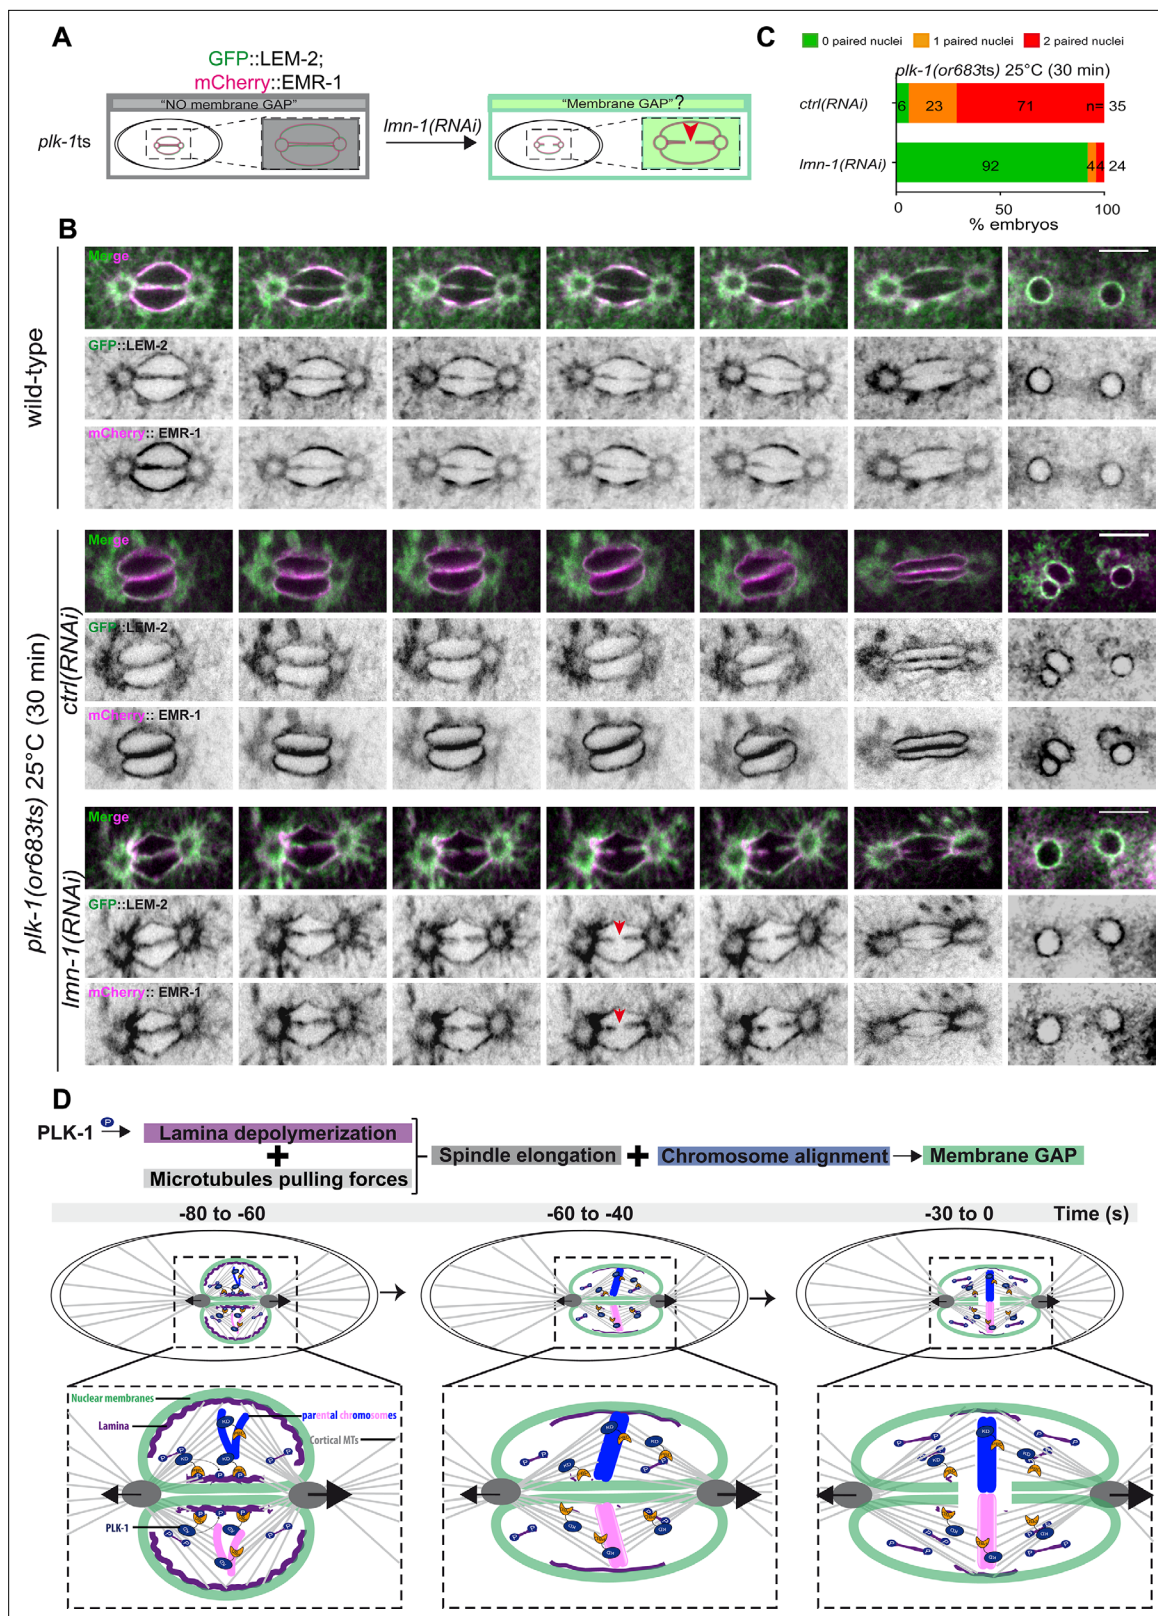 A
GFP::LEM-2;
mCherry::EMR-1
"NO membrane GAP"
plk-1ts
lmn-1(RNAi)
"Membrane GAP"?
C
0 paired nuclei 1 paired nuclei 2 paired nuclei
plk-1(or683ts) 25°C (30 min)
ctrl(RNAi) 6 23 71 n= 35
lmn-1(RNAi) 92 4 4 24
0 50 100
% embryos
B
wild-type
Merge
GFP::LEM-2
mCherry:: EMR-1
plk-1(or683ts) 25°C (30 min)
ctrl(RNAi)
Merge
GFP::LEM-2
mCherry:: EMR-1
lmn-1(RNAi)
Merge
GFP::LEM-2
mCherry:: EMR-1
D
PLK-1 P Lamina depolymerization
+
Microtubules pulling forces
Spindle elongation + Chromosome alignment Membrane GAP
-80 to -60 -60 to -40 -30 to 0 Time (s)
Nuclear membranes
Lamina
parental chromosomes
Cortical MTs
PLK-1